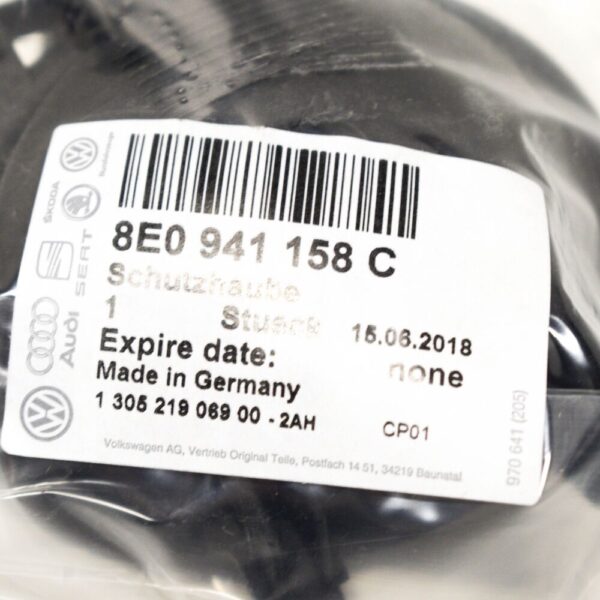 8E0 941 158 C
Schutzhaube
1 Stueck 15.06.2018
Expire date: none
Made in Germany
1 305 219 069 00 -2AH CP01
Volkswagen AG, Vertrieb Original Teile, Postfach 14 51, 34219 Baunatal
970 641 (205)
Audi
SEAT
ŠKODA